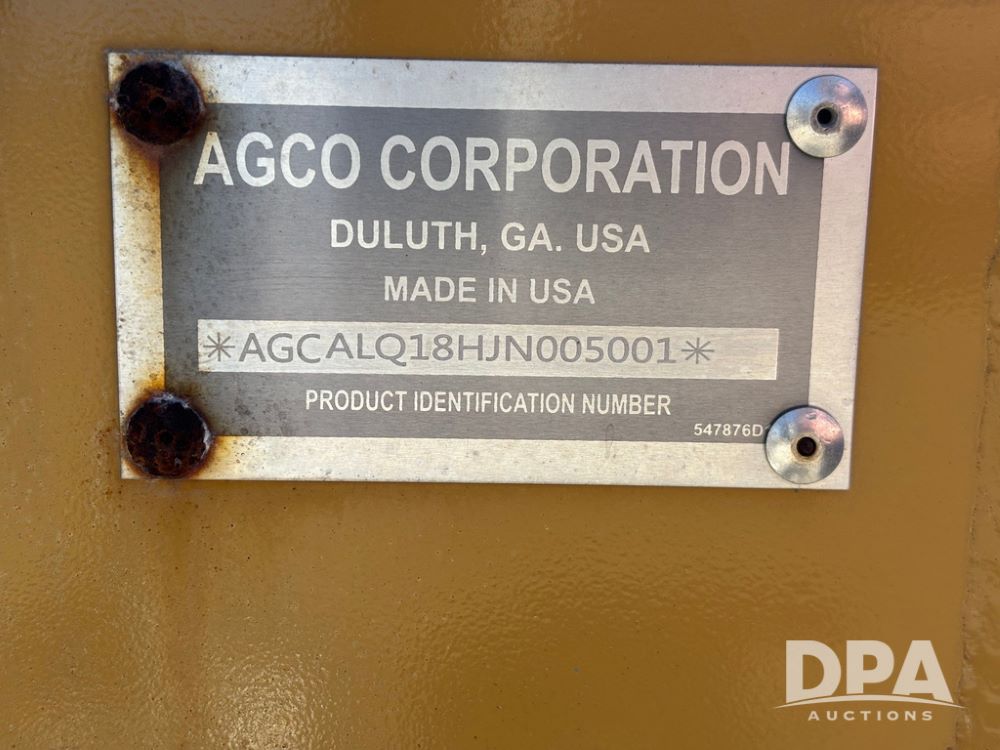 AGCO CORPORATION
DULUTH, GA. USA
MADE IN USA
*AGCALQ18HJN005001*
PRODUCT IDENTIFICATION NUMBER
547876D
DPA
AUCTIONS